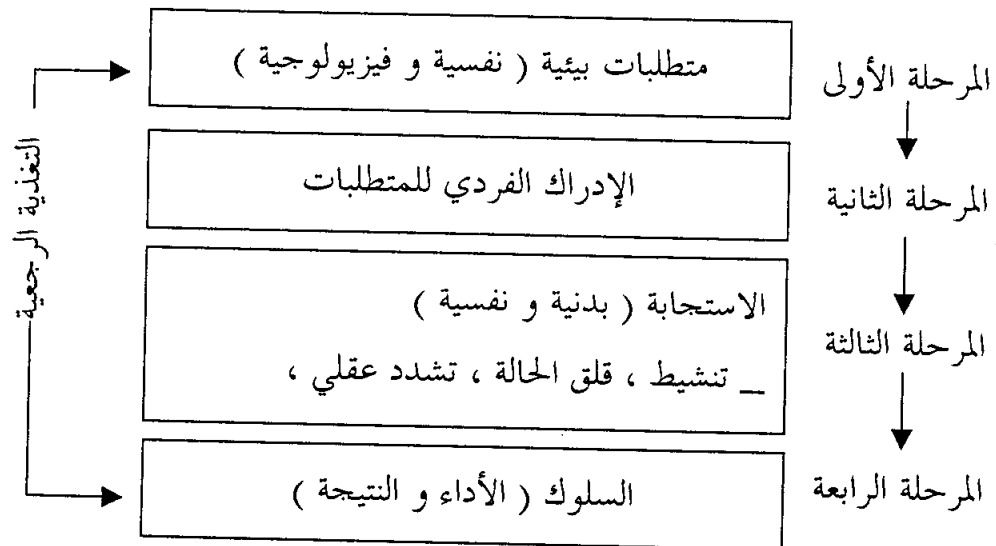 المرحلة الأولى
متطلبات بيئية ( نفسية و فيزيولوجية )
المرحلة الثانية
الإدراك الفردي للمتطلبات
المرحلة الثالثة
الاستجابة ( بدنية و نفسية )
_ تنشيط ، قلق الحالة ، تشدد عقلي ،
المرحلة الرابعة
السلوك ( الأداء و النتيجة )
التغذية الرجعية